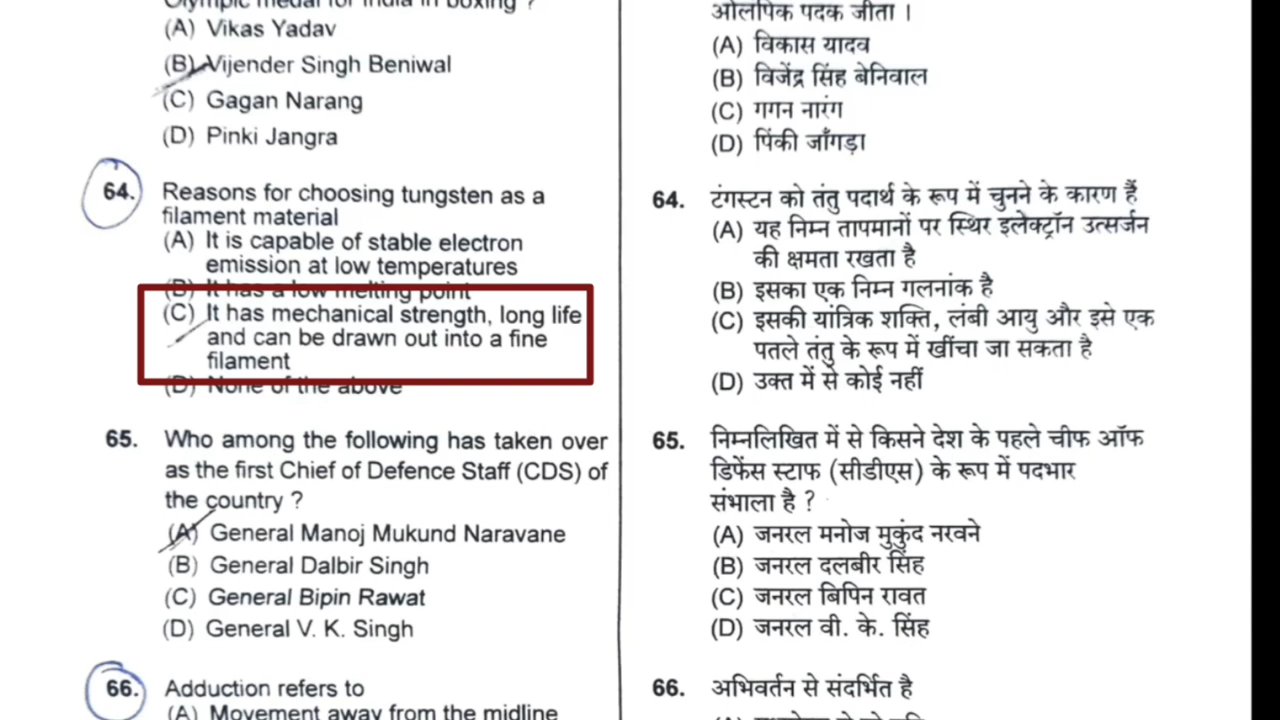 Olympic medal for India in boxing ?
(A) Vikas Yadav
(B) Vijender Singh Beniwal
(C) Gagan Narang
(D) Pinki Jangra
64. Reasons for choosing tungsten as a
filament material
(A) It is capable of stable electron
emission at low temperatures
(B) It has a low melting point
(C) It has mechanical strength, long life
and can be drawn out into a fine
filament
(D) None of the above
65. Who among the following has taken over
as the first Chief of Defence Staff (CDS) of
the country ?
(A) General Manoj Mukund Naravane
(B) General Dalbir Singh
(C) General Bipin Rawat
(D) General V. K. Singh
66. Adduction refers to
(A) Movement away from the midline
ओलंपिक पदक जीता ।
(A) विकास यादव
(B) विजेंद्र सिंह बेनिवाल
(C) गगन नारंग
(D) पिंकी जाँगड़ा
64. टंगस्टन को तंतु पदार्थ के रूप में चुनने के कारण हैं
(A) यह निम्न तापमानों पर स्थिर इलेक्ट्रॉन उत्सर्जन
की क्षमता रखता है
(B) इसका एक निम्न गलनांक है
(C) इसकी यांत्रिक शक्ति, लंबी आयु और इसे एक
पतले तंतु के रूप में खींचा जा सकता है
(D) उक्त में से कोई नहीं
65. निम्नलिखित में से किसने देश के पहले चीफ ऑफ
डिफेंस स्टाफ (सीडीएस) के रूप में पदभार
संभाला है ?
(A) जनरल मनोज मुकुंद नरवने
(B) जनरल दलबीर सिंह
(C) जनरल बिपिन रावत
(D) जनरल वी. के. सिंह
66. अभिवर्तन से संदर्भित है